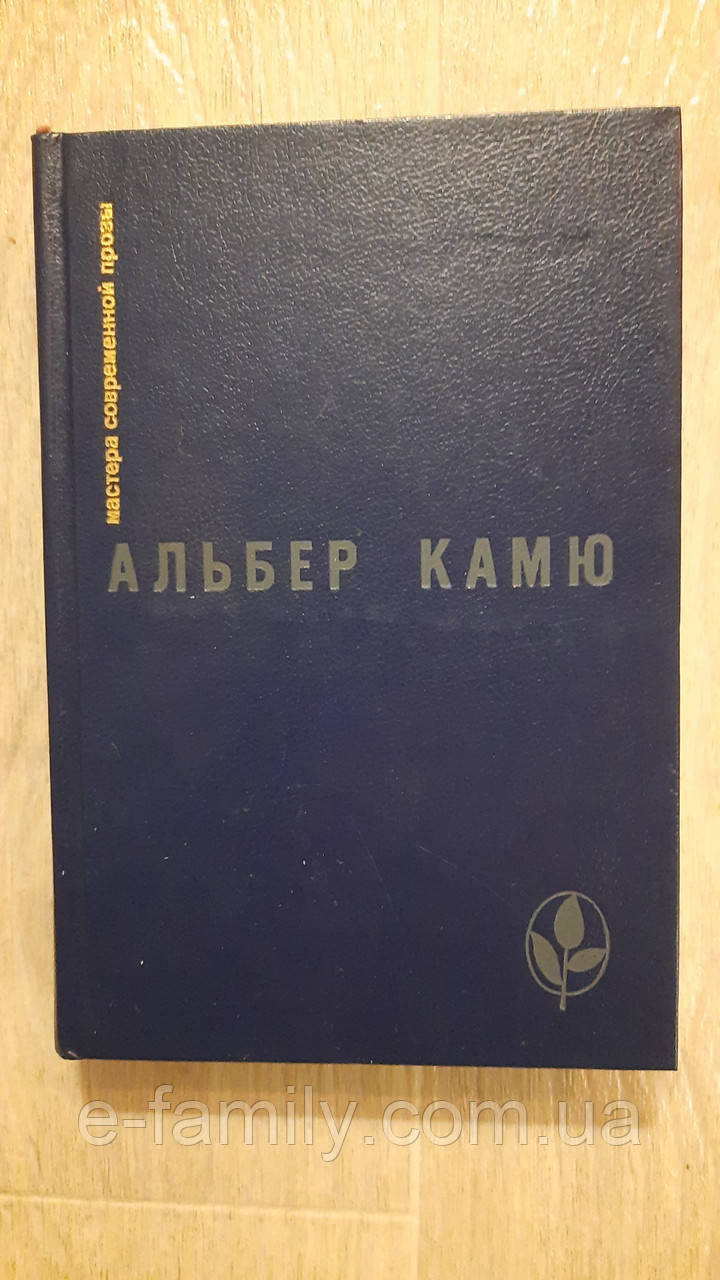 мастера современной прозы
АЛЬБЕР КАМЮ
e-family.com.ua